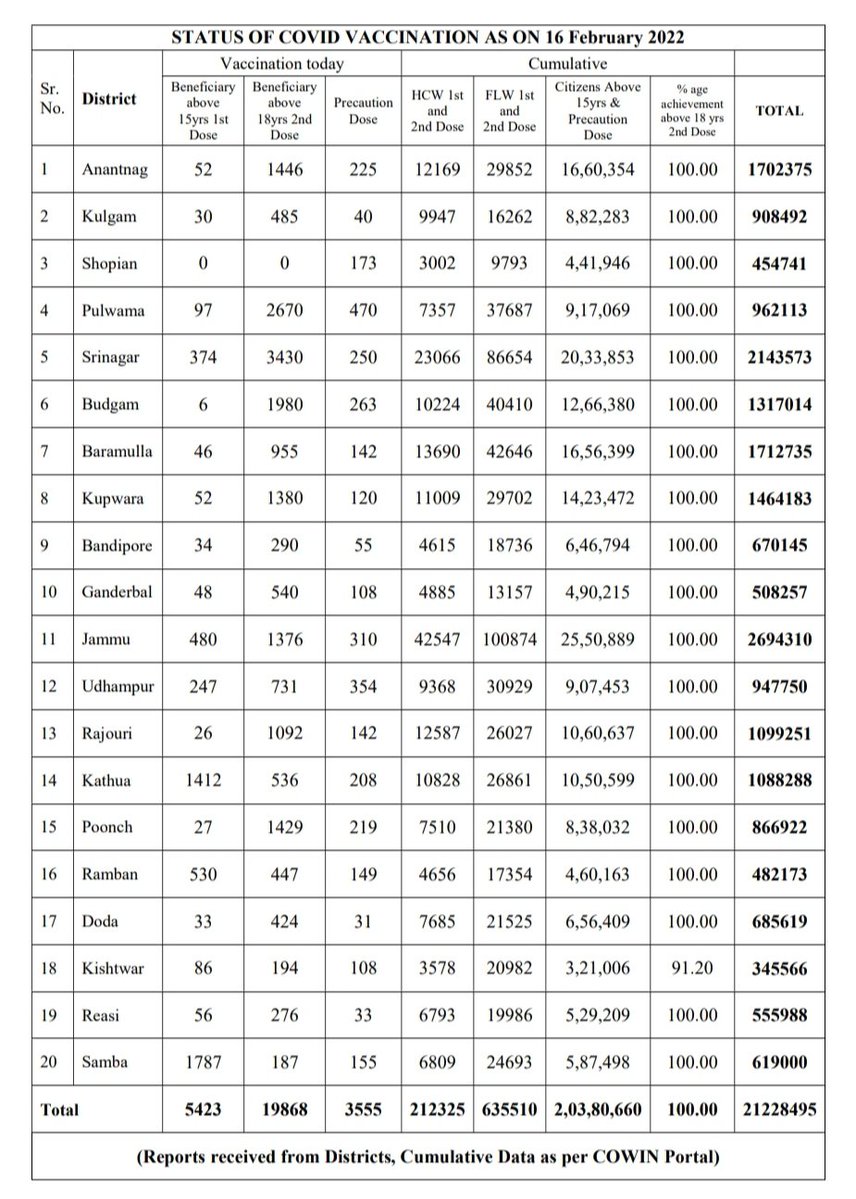 STATUS OF COVID VACCINATION AS ON 16 February 2022
Sr. No. District Vaccination today Cumulative TOTAL
Beneficiary above 15yrs 1st Dose Beneficiary above 18yrs 2nd Dose Precaution Dose HCW 1st and 2nd Dose FLW 1st and 2nd Dose Citizens Above 15yrs & Precaution Dose % age achievement above 18 yrs 2nd Dose
1 Anantnag 52 1446 225 12169 29852 16,60,354 100.00 1702375
2 Kulgam 30 485 40 9947 16262 8,82,283 100.00 908492
3 Shopian 0 0 173 3002 9793 4,41,946 100.00 454741
4 Pulwama 97 2670 470 7357 37687 9,17,069 100.00 962113
5 Srinagar 374 3430 250 23066 86654 20,33,853 100.00 2143573
6 Budgam 6 1980 263 10224 40410 12,66,380 100.00 1317014
7 Baramulla 46 955 142 13690 42646 16,56,399 100.00 1712735
8 Kupwara 52 1380 120 11009 29702 14,23,472 100.00 1464183
9 Bandipore 34 290 55 4615 18736 6,46,794 100.00 670145
10 Ganderbal 48 540 108 4885 13157 4,90,215 100.00 508257
11 Jammu 480 1376 310 42547 100874 25,50,889 100.00 2694310
12 Udhampur 247 731 354 9368 30929 9,07,453 100.00 947750
13 Rajouri 26 1092 142 12587 26027 10,60,637 100.00 1099251
14 Kathua 1412 536 208 10828 26861 10,50,599 100.00 1088288
15 Poonch 27 1429 219 7510 21380 8,38,032 100.00 866922
16 Ramban 530 447 149 4656 17354 4,60,163 100.00 482173
17 Doda 33 424 31 7685 21525 6,56,409 100.00 685619
18 Kishtwar 86 194 108 3578 20982 3,21,006 91.20 345566
19 Reasi 56 276 33 6793 19986 5,29,209 100.00 555988
20 Samba 1787 187 155 6809 24693 5,87,498 100.00 619000
Total 5423 19868 3555 212325 635510 2,03,80,660 100.00 21228495
(Reports received from Districts, Cumulative Data as per COWIN Portal)